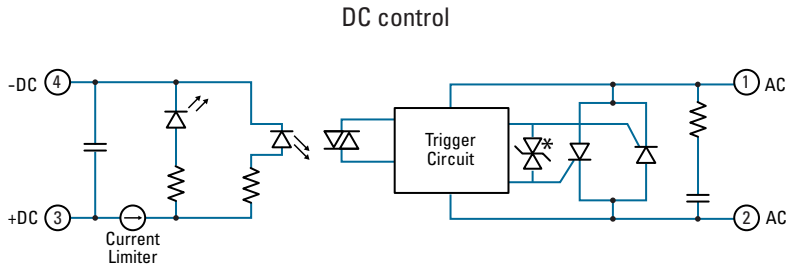 DC control
-DC 4
1 AC
Trigger
Circuit
*
+DC 3
2 AC
Current
Limiter